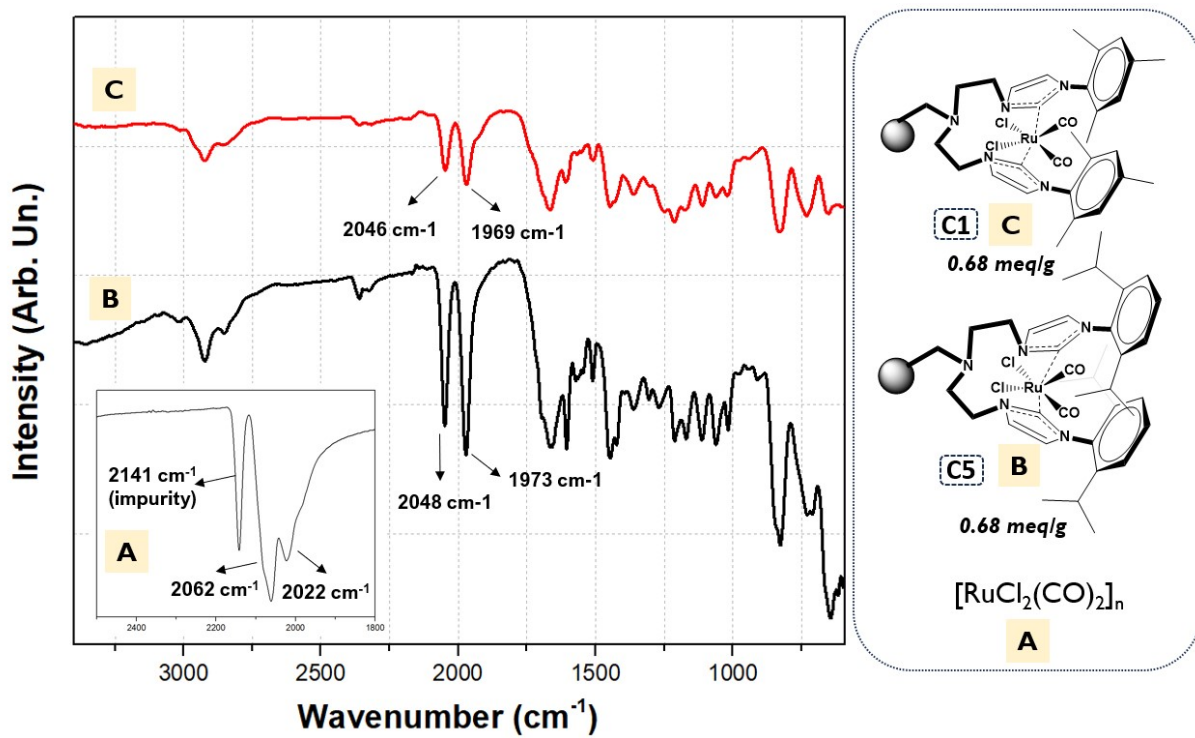 Intensity (Arb. Un.)
C
2046 cm-1
1969 cm-1
B
2048 cm-1
1973 cm-1
2141 cm⁻¹
(impurity)
A
2062 cm⁻¹
2022 cm⁻¹
2400
2200
2000
1800
3000
2500
2000
1500
1000
Wavenumber (cm⁻¹)
N
N
N
Cl
CO
Ru
Cl
CO
N
N
C1
C
0.68 meq/g
N
N
N
Cl
CO
Cl
Ru
CO
N
N
C5
B
0.68 meq/g
[RuCl₂(CO)₂]ₙ
A